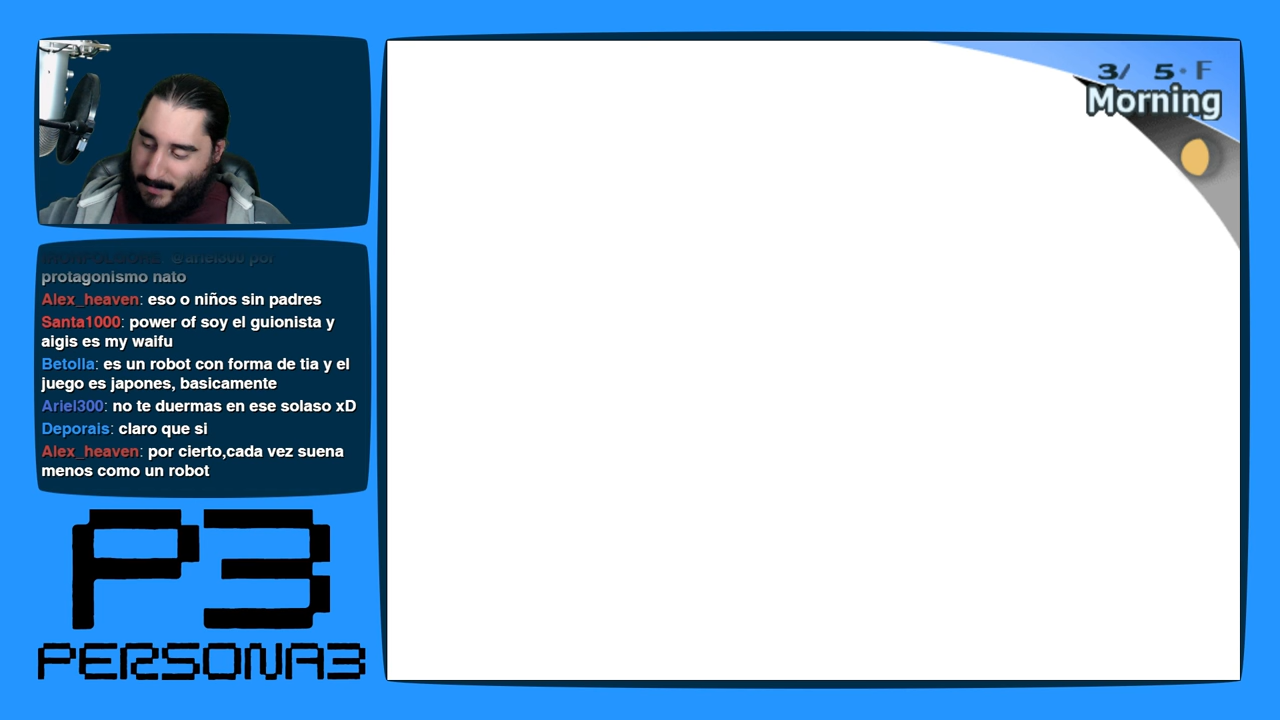 3/ 5·F
Morning
@ariel300 por
protagonismo nato
Alex_heaven: eso o niños sin padres
Santa1000: power of soy el guionista y
aigis es my waifu
Betolla: es un robot con forma de tia y el
juego es japones, basicamente
Ariel300: no te duermas en ese solaso xD
Deporais: claro que si
Alex_heaven: por cierto,cada vez suena
menos como un robot
P3
PERSONA3